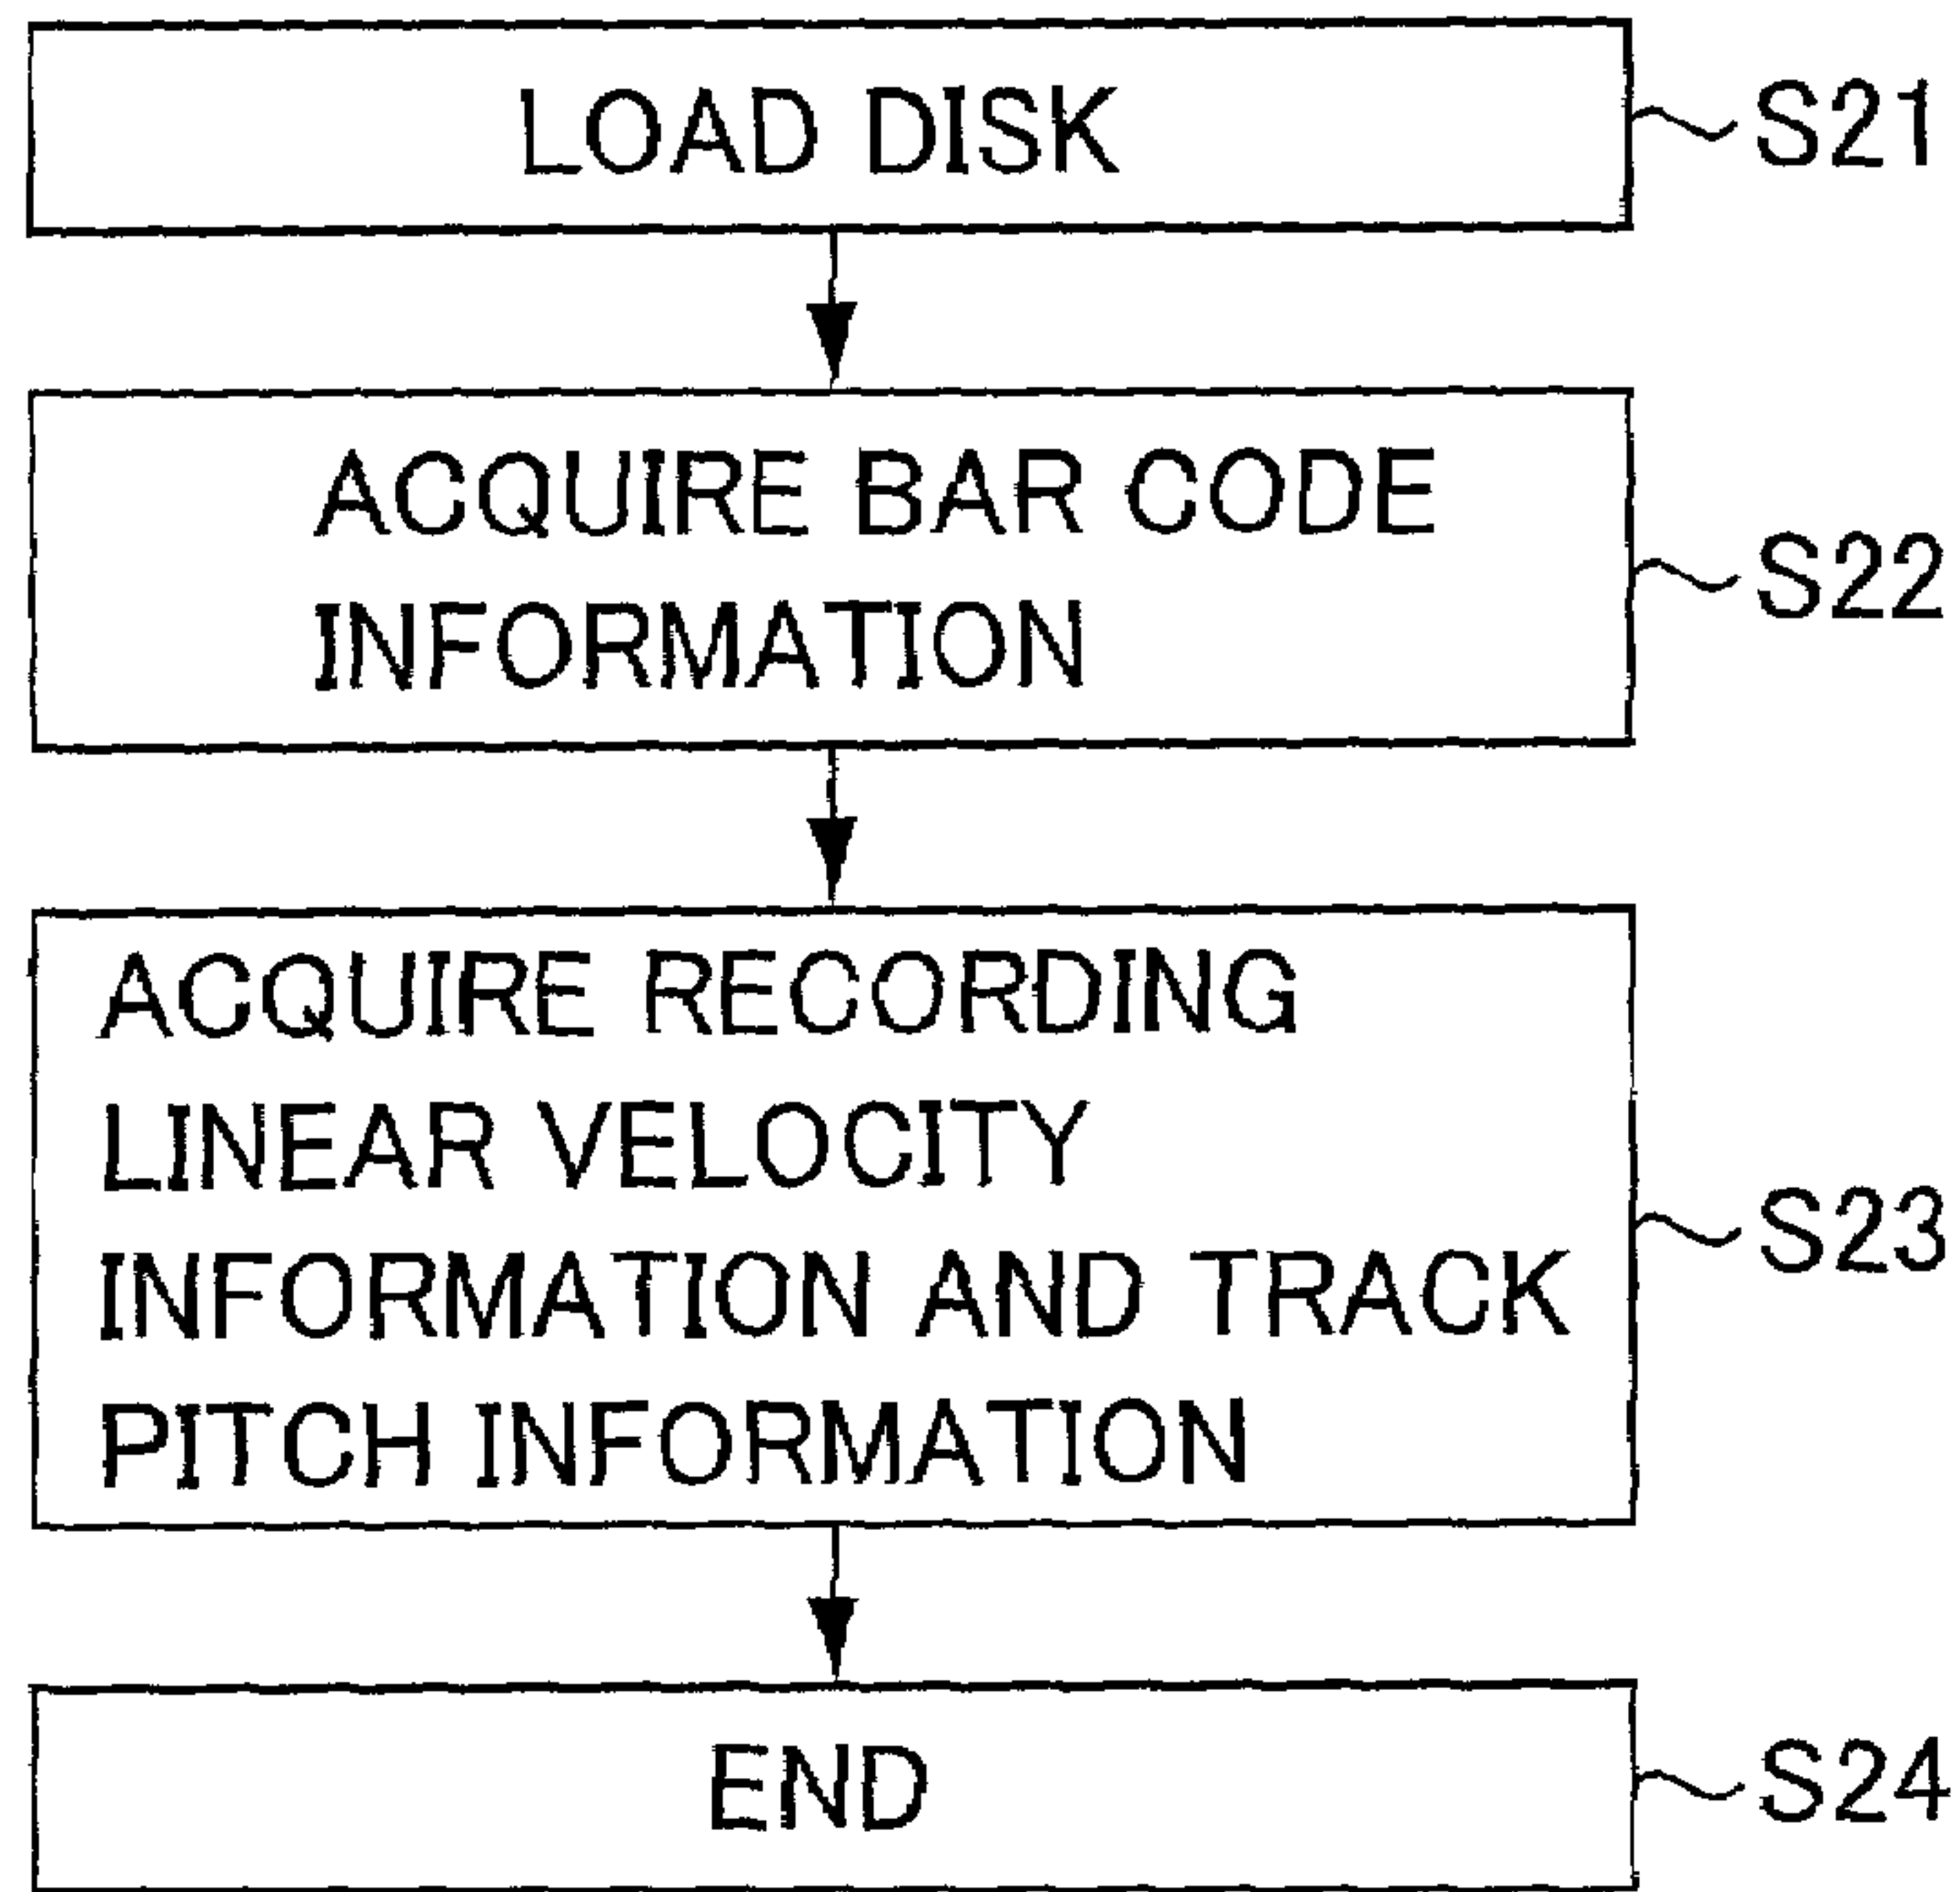 LOAD DISK
S21
ACQUIRE BAR CODE
INFORMATION
S22
ACQUIRE RECORDING
LINEAR VELOCITY
INFORMATION AND TRACK
PITCH INFORMATION
S23
END
S24